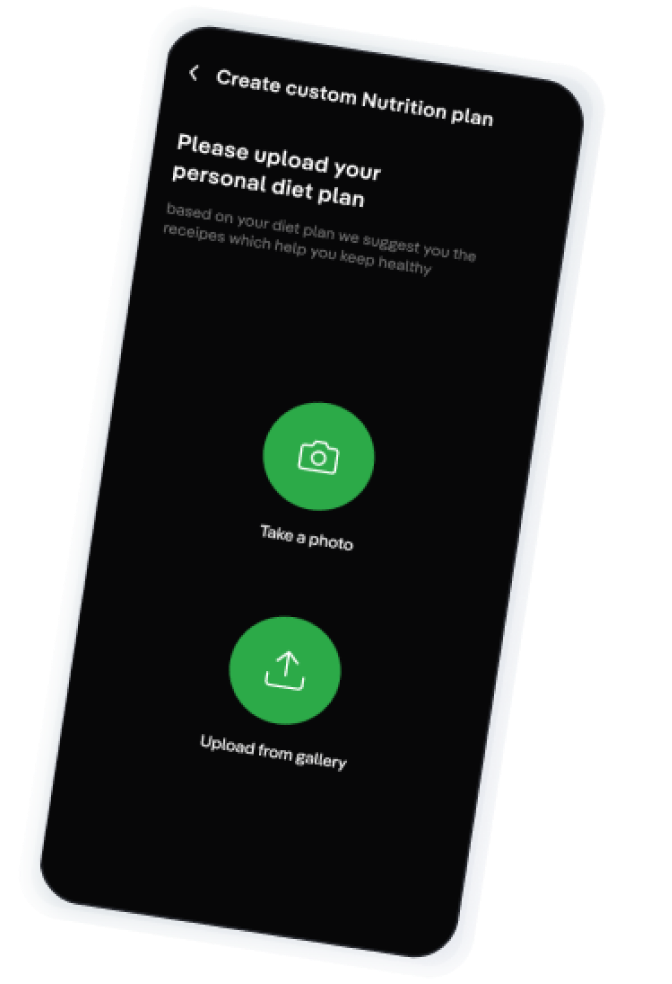 Create custom Nutrition plan
Please upload your
personal diet plan
based on your diet plan we suggest you the
receipes which help you keep healthy
Take a photo
Upload from gallery